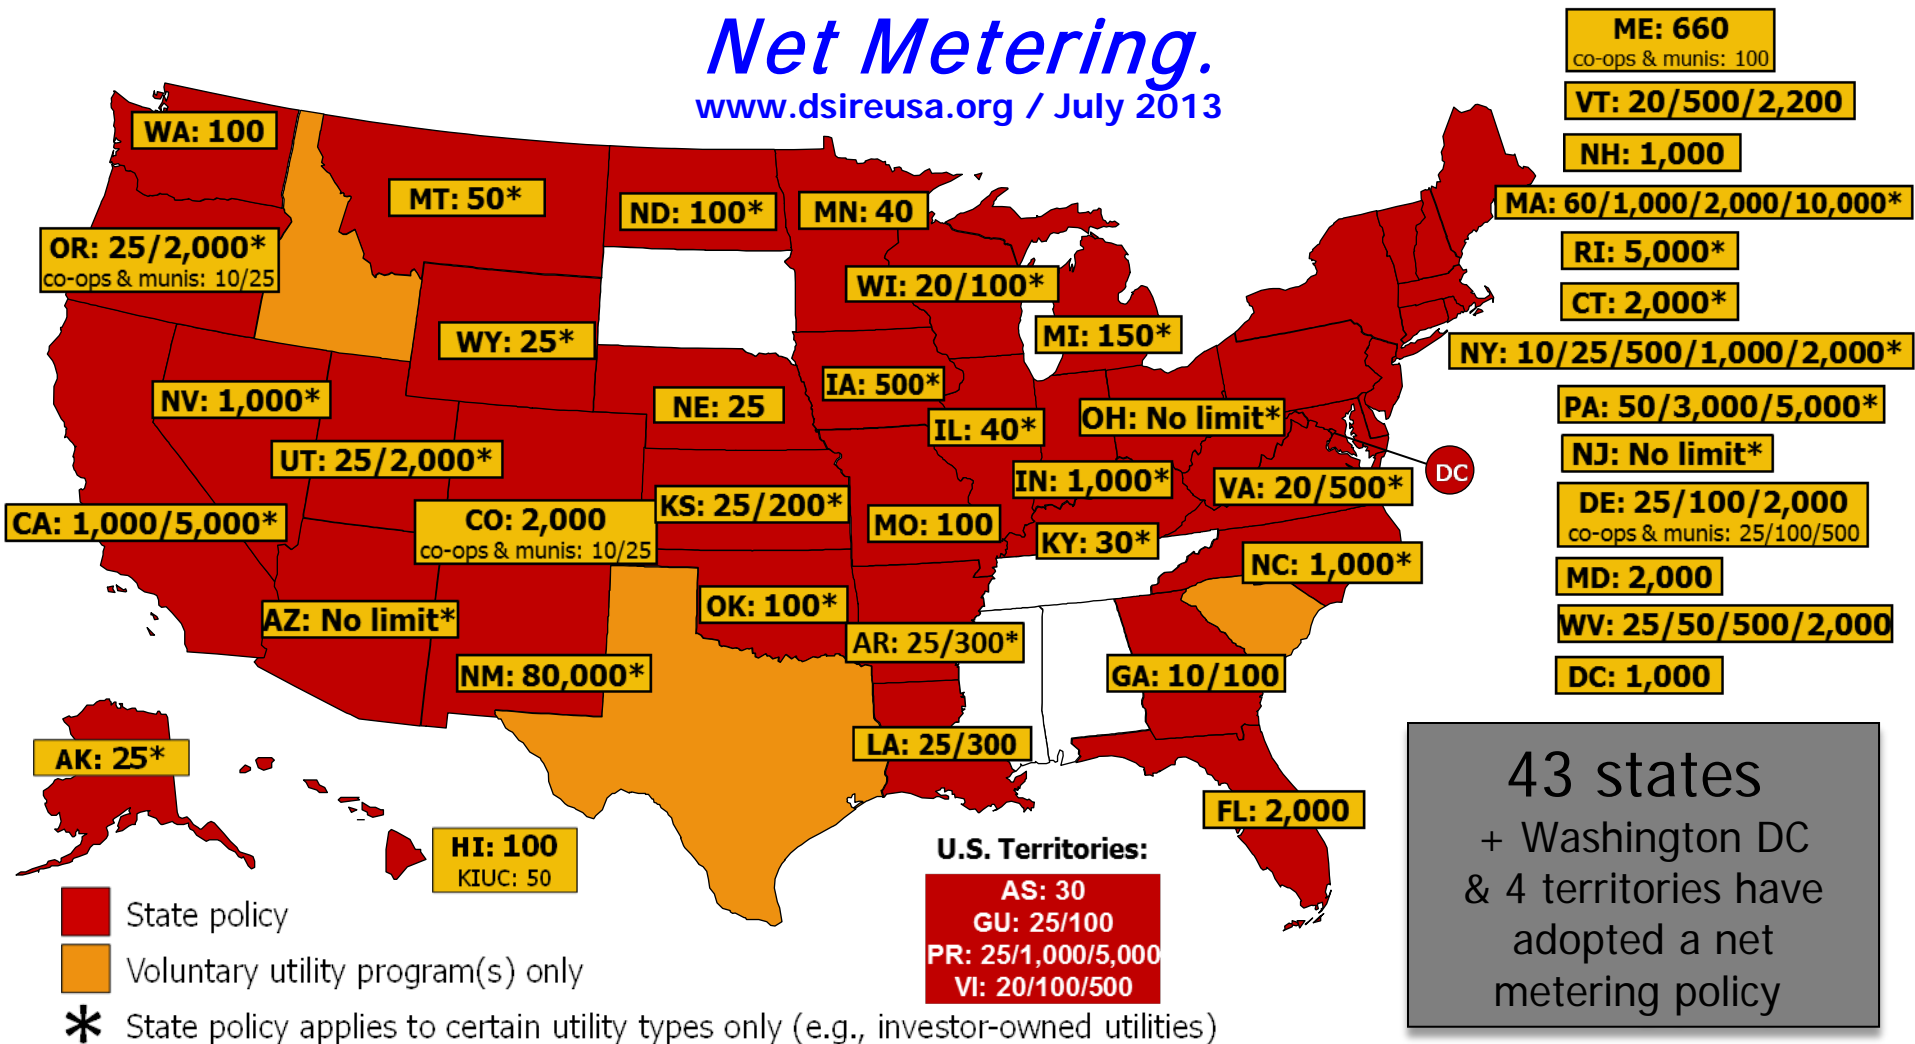 Net Metering.
www.dsireusa.org / July 2013
WA: 100
MT: 50*
ND: 100*
MN: 40
OR: 25/2,000*
co-ops & munis: 10/25
WI: 20/100*
WY: 25*
MI: 150*
NV: 1,000*
IA: 500*
NE: 25
IL: 40*
OH: No limit*
UT: 25/2,000*
IN: 1,000*
VA: 20/500*
DC
CA: 1,000/5,000*
CO: 2,000
co-ops & munis: 10/25
KS: 25/200*
MO: 100
KY: 30*
NC: 1,000*
AZ: No limit*
OK: 100*
AR: 25/300*
NM: 80,000*
GA: 10/100
LA: 25/300
AK: 25*
FL: 2,000
HI: 100
KIUC: 50
ME: 660
co-ops & munis: 100
VT: 20/500/2,200
NH: 1,000
MA: 60/1,000/2,000/10,000*
RI: 5,000*
CT: 2,000*
NY: 10/25/500/1,000/2,000*
PA: 50/3,000/5,000*
NJ: No limit*
DE: 25/100/2,000
co-ops & munis: 25/100/500
MD: 2,000
WV: 25/50/500/2,000
DC: 1,000
U.S. Territories:
AS: 30
GU: 25/100
PR: 25/1,000/5,000
VI: 20/100/500
43 states
+ Washington DC
& 4 territories have
adopted a net
metering policy
State policy
Voluntary utility program(s) only
* State policy applies to certain utility types only (e.g., investor-owned utilities)